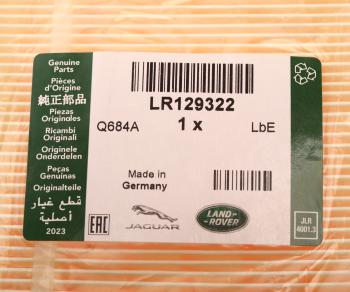 Genuine
Parts
Pièces
d'Origine
純正部品
Piezas
Originales
Ricambi
Originali
Originele
Onderdelen
Peças
Genuinas
Originalteile
قطع غيار
أصلية
2023
LR129322
Q684A
1 x
LbE
Made in
Germany
EAC
JAGUAR
LAND-
ROVER
JLR
4001.3